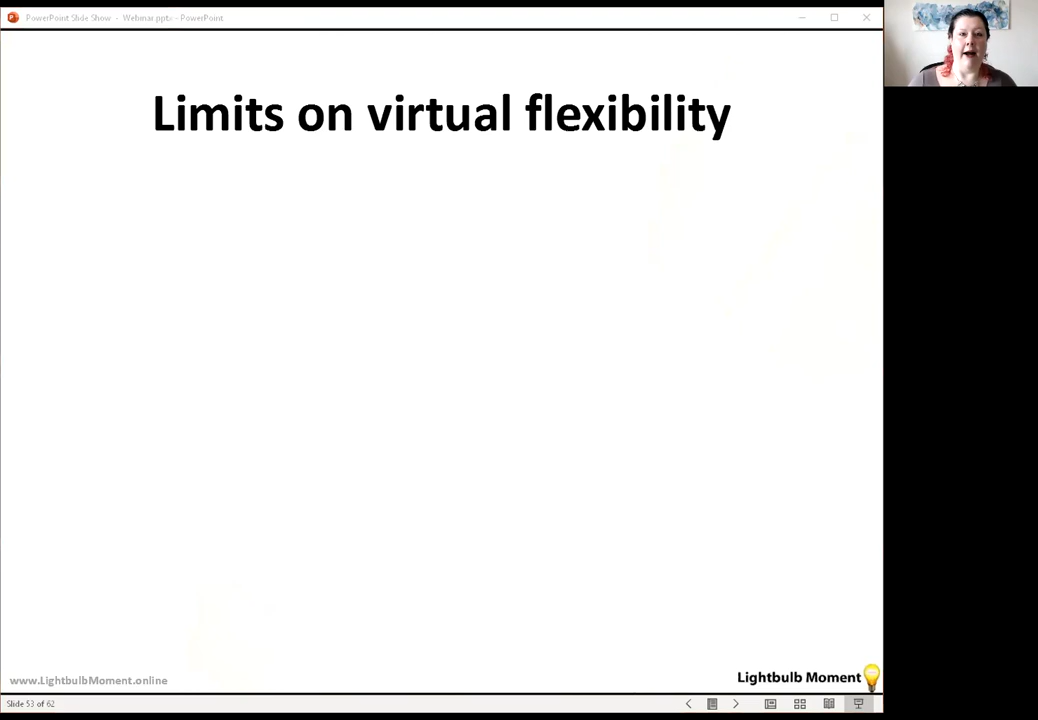 PowerPoint Slide Show - Webinar.pptx - PowerPoint
Limits on virtual flexibility
www.LightbulbMoment.online
Lightbulb Moment
Slide 53 of 62